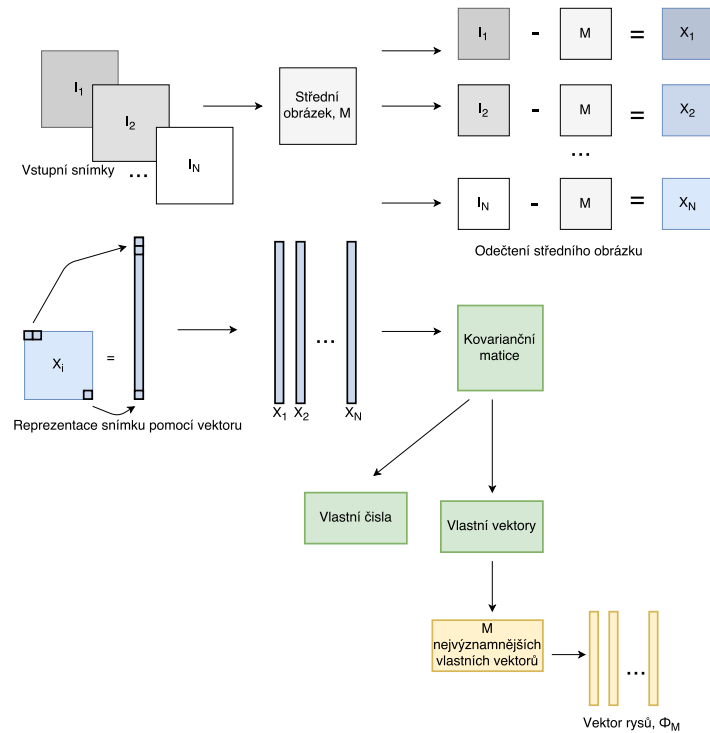 I1
I2
...
IN
Vstupní snímky
Střední
obrázek, M
I1 - M = X1
I2 - M = X2
...
IN - M = XN
Odečtení středního obrázku
Xi =
Reprezentace snímku pomocí vektoru
...
X1 X2 XN
Kovarianční
matice
Vlastní čisla
Vlastní vektory
M
nejvýznamnějších
vlastních vektorů
...
Vektor rysů, ΦM